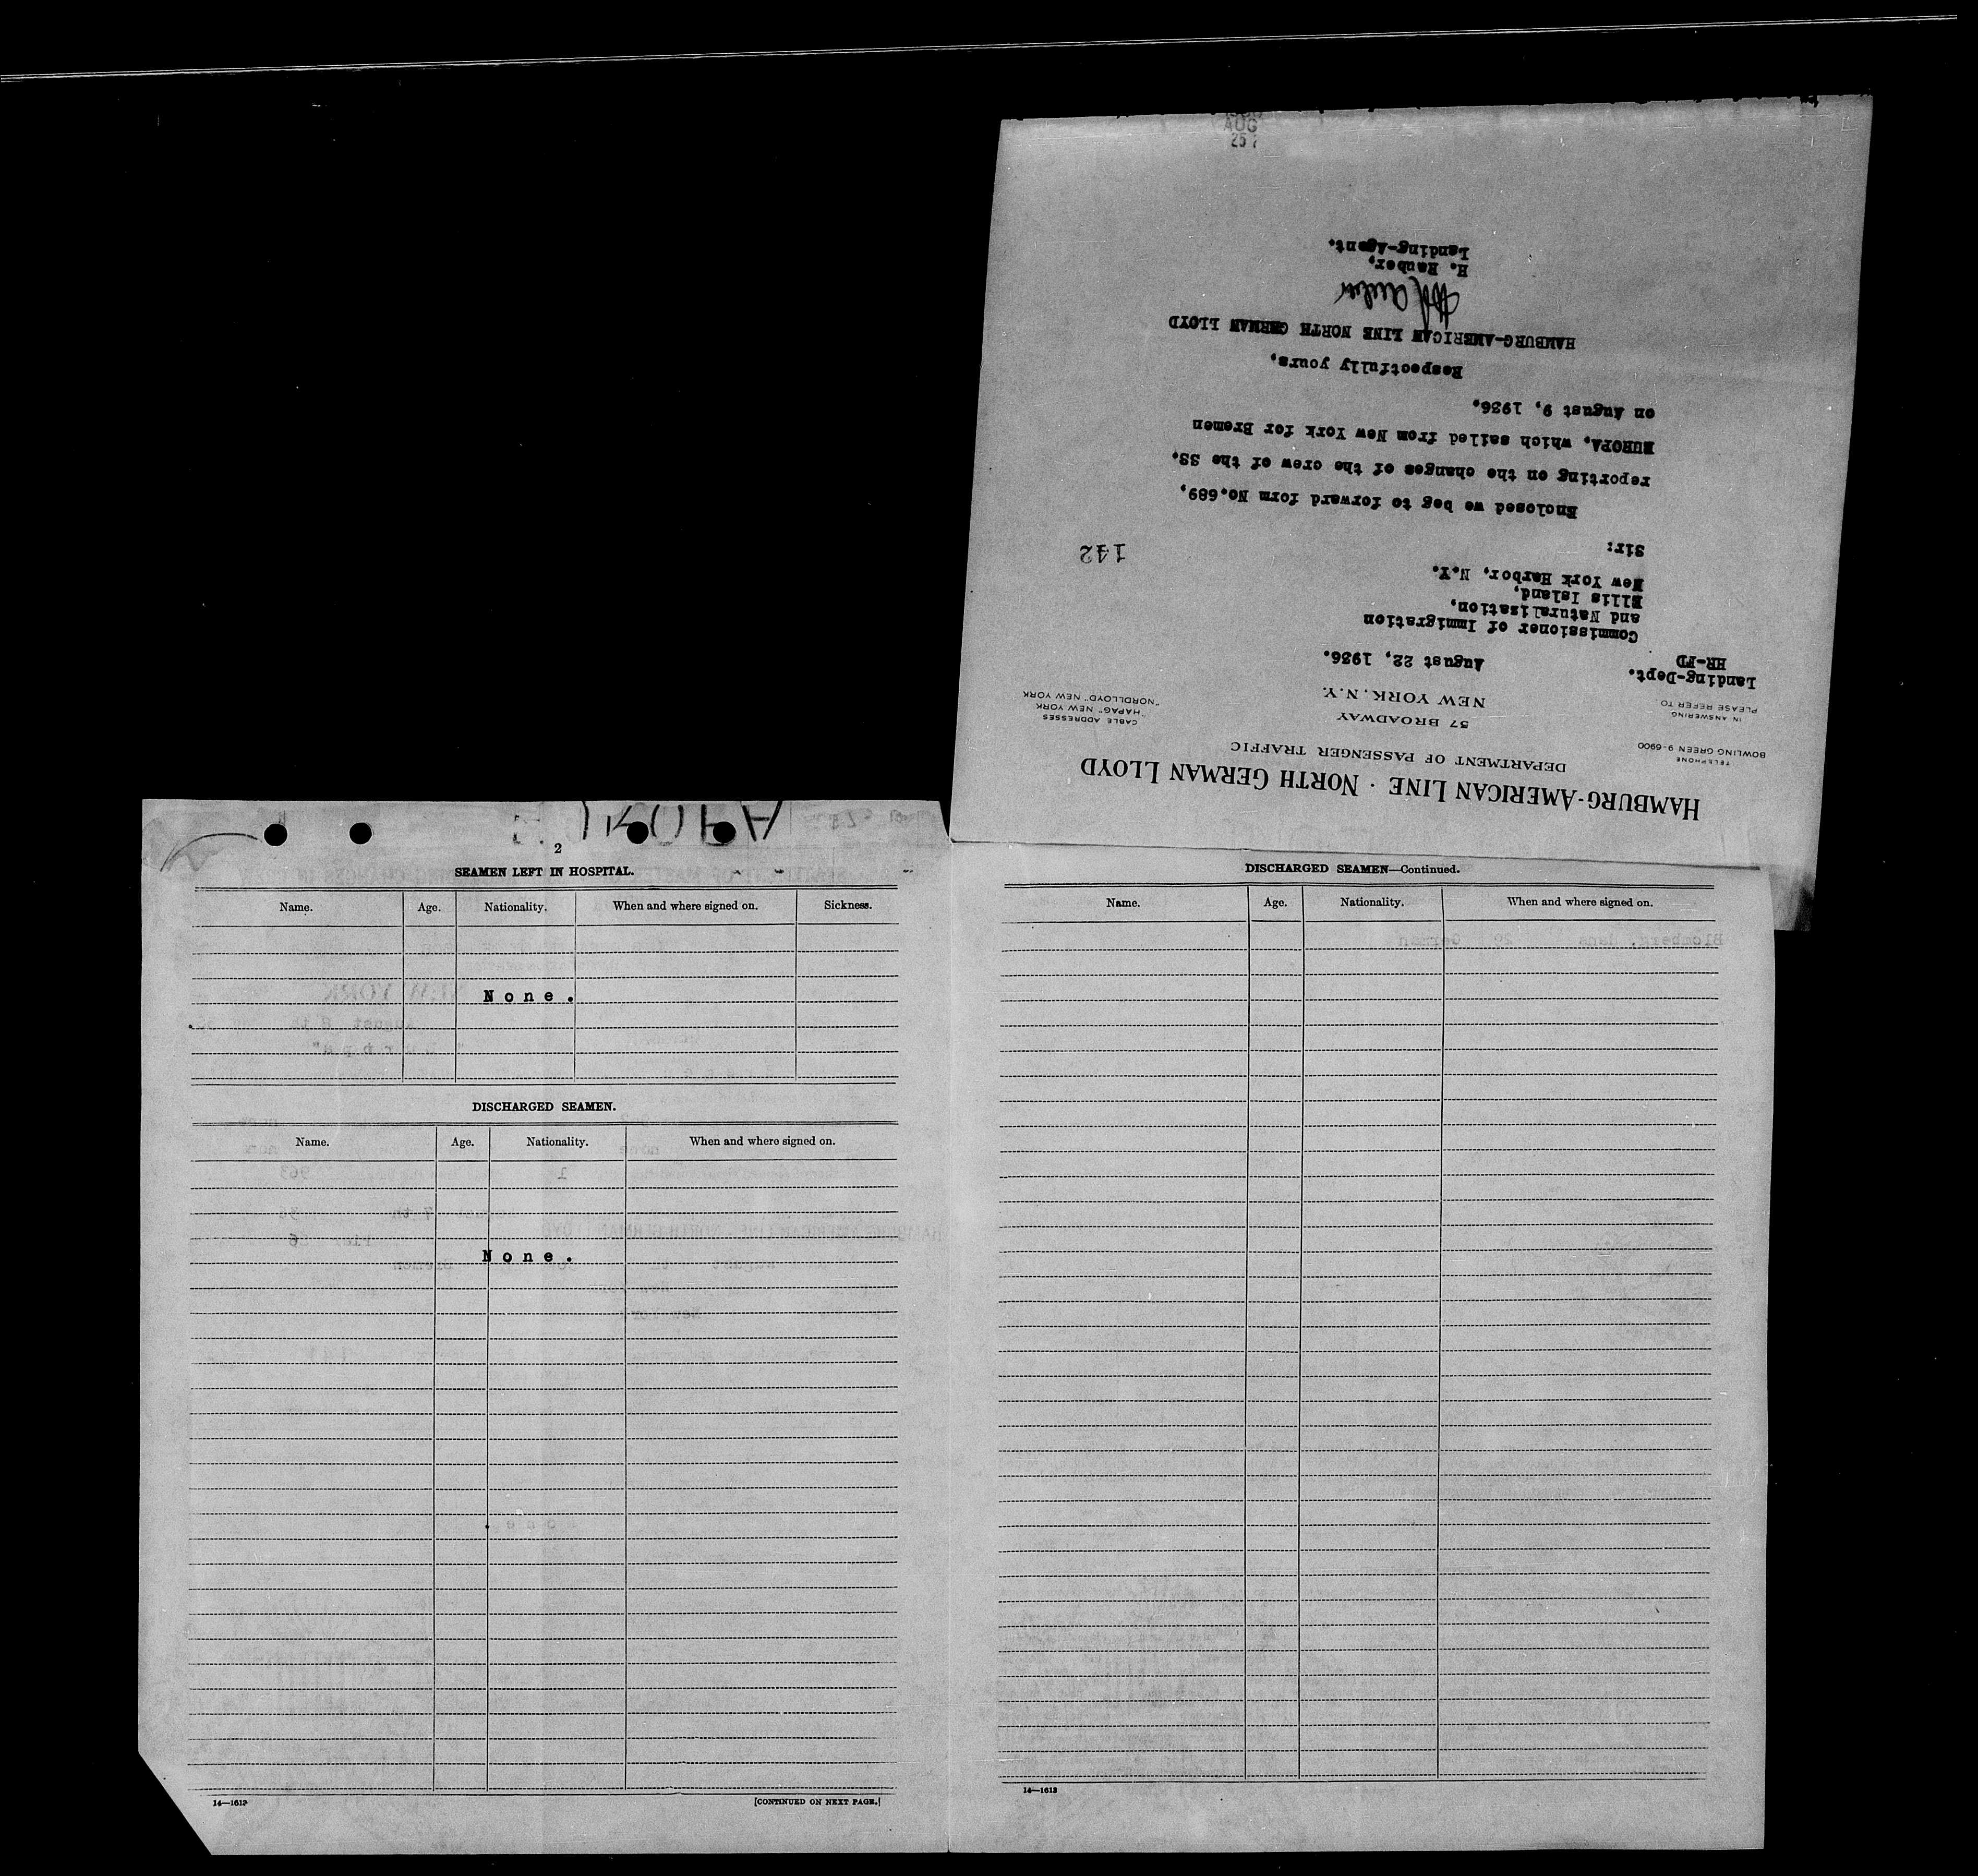 HAMBURG-AMERICAN LINE · NORTH GERMAN LLOYD
DEPARTMENT OF PASSENGER TRAFFIC
57 BROADWAY
NEW YORK, N.Y.
TELEPHONE
BOWLING GREEN 9-6900
IN ANSWERING
PLEASE REFER TO
Landing-Dept.
HR-FD
CABLE ADDRESSES
"HAPAG" NEW YORK
"NORDLLOYD" NEW YORK
August 22, 1936.
Commissioner of Immigration
and Naturalisation,
Ellis Island,
New York Harbor, N.Y.
142
Sir:
Enclosed we beg to forward form No.689,
reporting on the changes of the crew of the SS.
EUROPA, which sailed from New York for Bremen
on August 9, 1936.
Respectfully yours,
HAMBURG-AMERICAN LINE NORTH GERMAN LLOYD
H. Rauber,
Landing-Agent.
AUG
25
2
SEAMEN LEFT IN HOSPITAL.
Name. Age. Nationality. When and where signed on. Sickness.
None.
DISCHARGED SEAMEN.
Name. Age. Nationality. When and where signed on.
None.
14—1613
[CONTINUED ON NEXT PAGE.]
DISCHARGED SEAMEN—Continued.
Name. Age. Nationality. When and where signed on.
Blomberg, Hans 29 German
14—1613